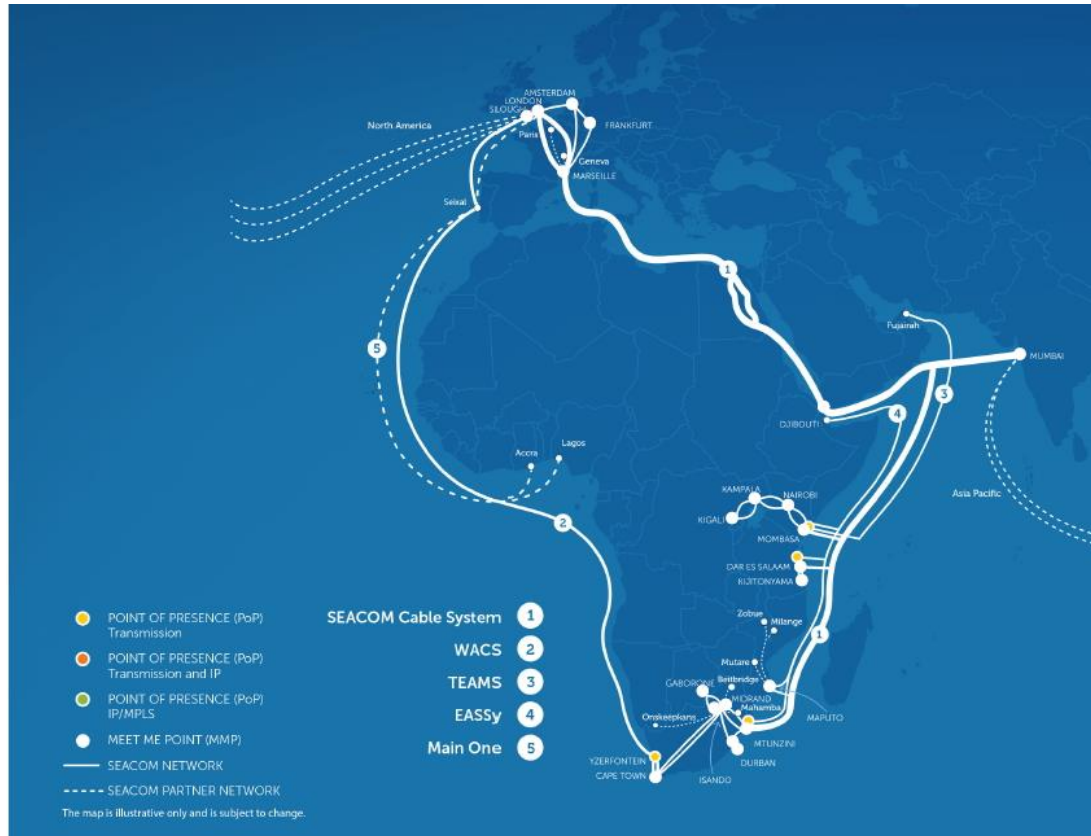 AMSTERDAM
LONDON
SLOUGH
North America
Paris
FRANKFURT
Geneva
MARSEILLE
Seixal
1
Fujairah
5
MUMBAI
3
4
DJIBOUTI
Lagos
Accra
Asia Pacific
KAMPALA
NAIROBI
KIGALI
2
MOMBASA
DAR ES SALAAM
KIJITONYAMA
Zobue
Milange
1
Mutare
Beitbridge
GABORONE
MIDRAND
Mahamba
MAPUTO
Onseepkans
MTUNZINI
YZERFONTEIN
DURBAN
CAPE TOWN
ISANDO
POINT OF PRESENCE (PoP)
Transmission
POINT OF PRESENCE (PoP)
Transmission and IP
POINT OF PRESENCE (PoP)
IP/MPLS
MEET ME POINT (MMP)
SEACOM NETWORK
SEACOM PARTNER NETWORK
The map is illustrative only and is subject to change.
SEACOM Cable System 1
WACS 2
TEAMS 3
EASSy 4
Main One 5